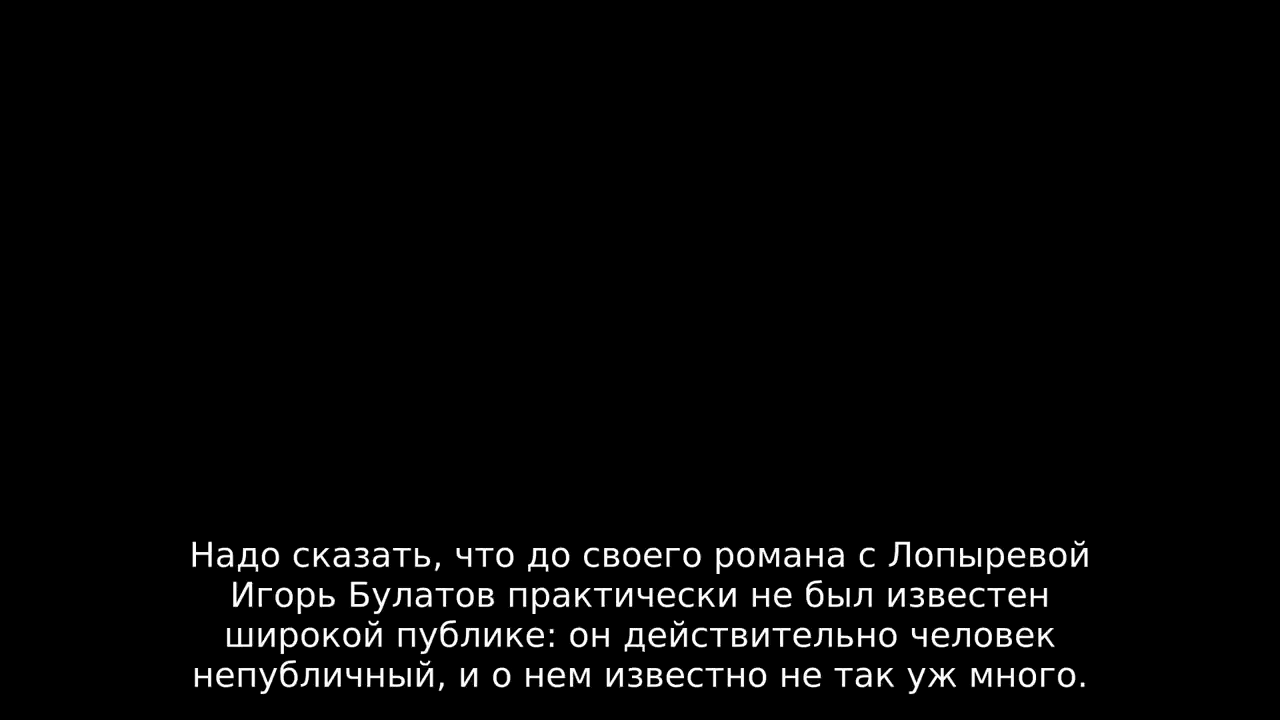 Надо сказать, что до своего романа с Лопыревой
Игорь Булатов практически не был известен
широкой публике: он действительно человек
непубличный, и о нем известно не так уж много.